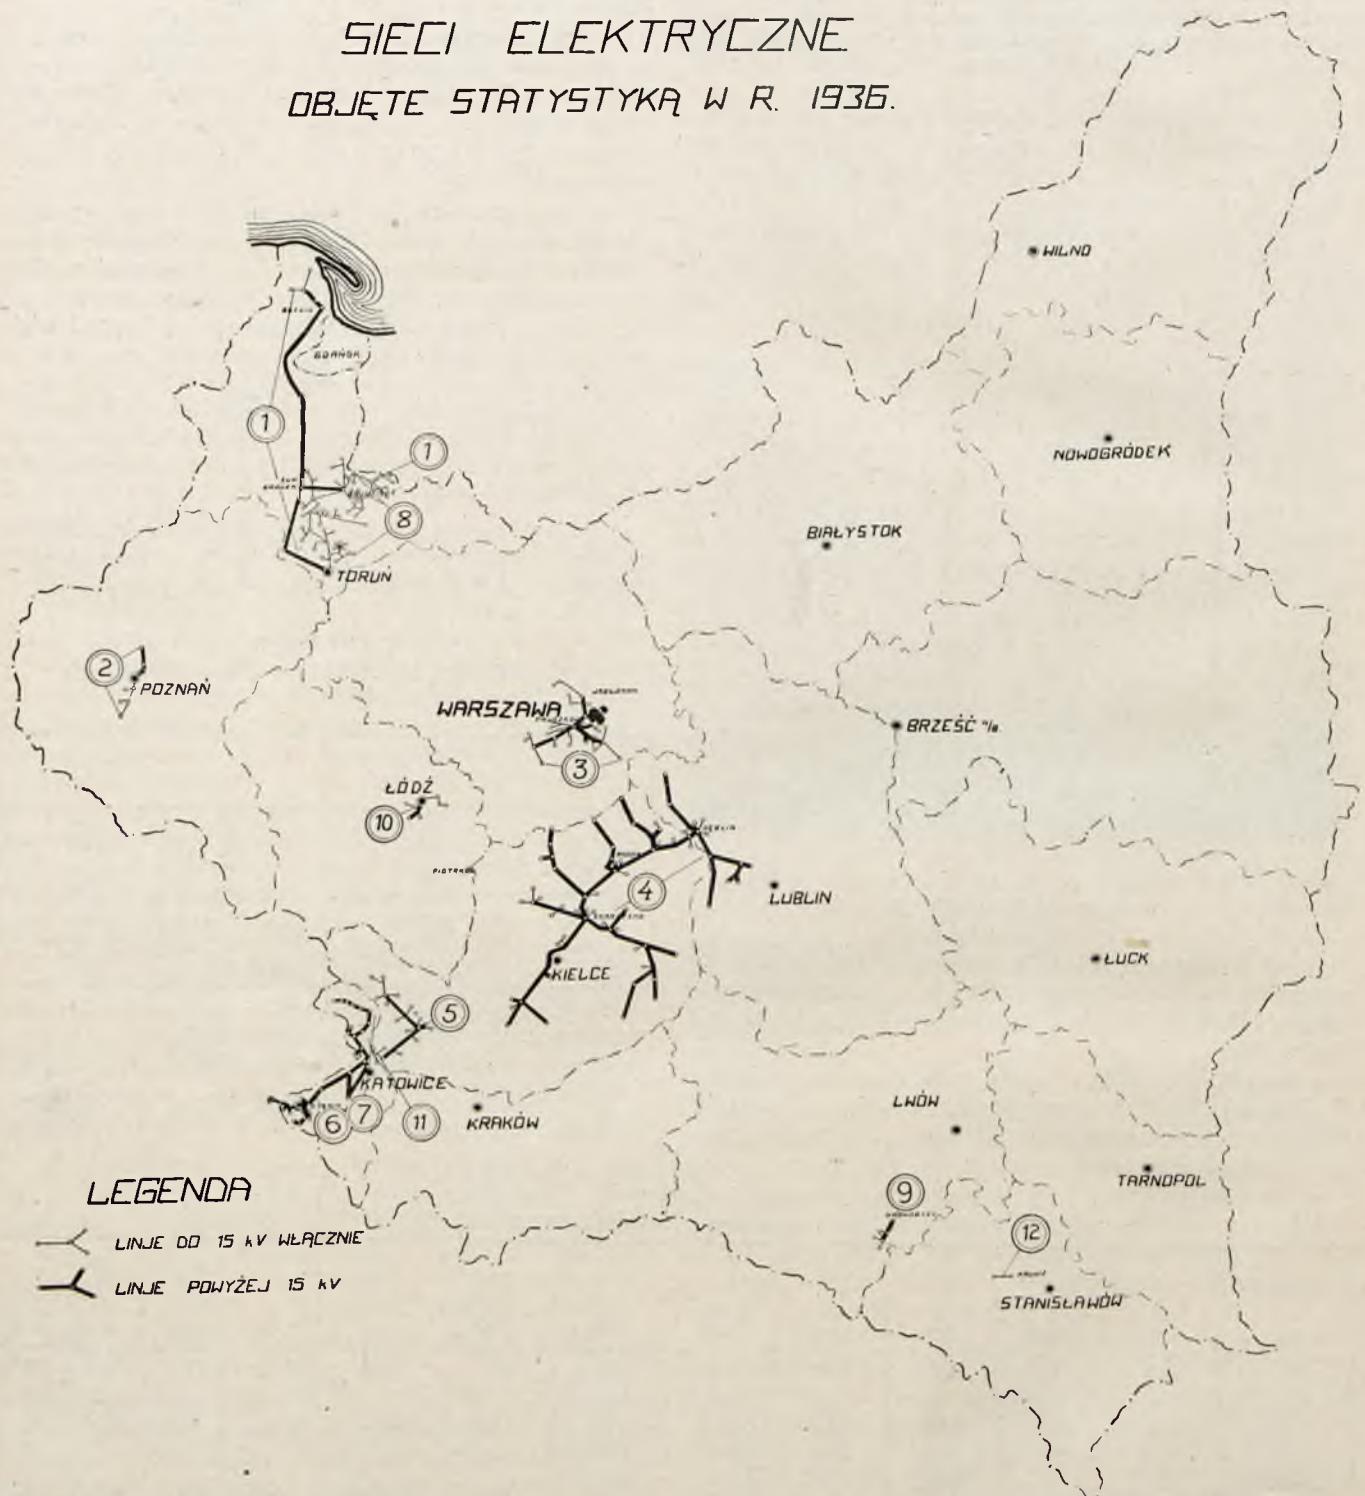 SIECI ELEKTRYCZNE
OBJĘTE STATYSTYKĄ W R. 1936.
WILNO
GDAŃSK
1
NOWOGRÓDEK
1
8
BIAŁYSTOK
TORUŃ
2
POZNAŃ
WARSZAWA
BRZEŚĆ n/B.
3
ŁÓDŹ
10
PIOTRKÓW
4
LUBLIN
KIELCE
ŁUCK
5
KATOWICE
6
7
11
KRAKÓW
LWÓW
TARNOPOL
9
12
STANISŁAWÓW
LEGENDA
LINJE DO 15 kV WŁĄCZNIE
LINJE POWYŻEJ 15 kV